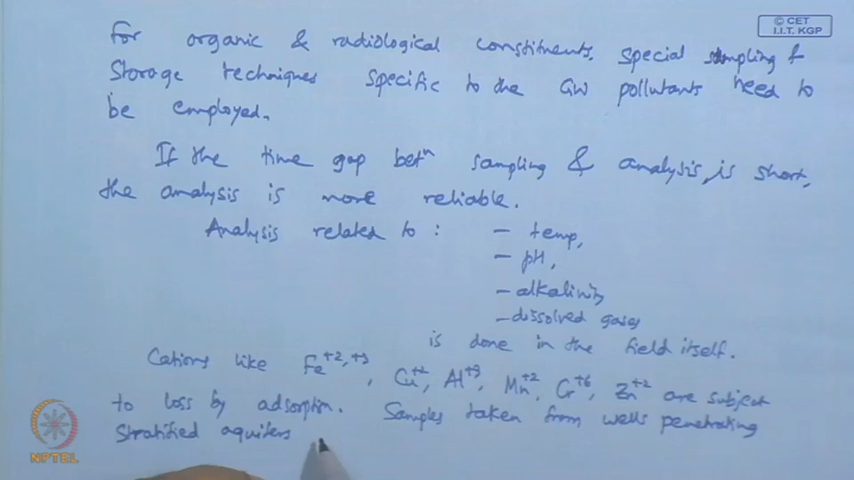 © CET
I.I.T. KGP
For organic & radiological constituents, special sampling &
Storage techniques specific to the GW pollutants need to
be employed.
If the time gap betⁿ sampling & analysis, is short,
the analysis is more reliable.
Analysis related to : – temp,
– pH,
– alkalinity
– dissolved gases
is done in the field itself.
Cations like Fe+2,+3, Cu+2, Al+3, Mn+2, Cr+6, Zn+2 are subject
to loss by adsorption. Samples taken from wells penetrating
Stratified aquifers
NPTEL